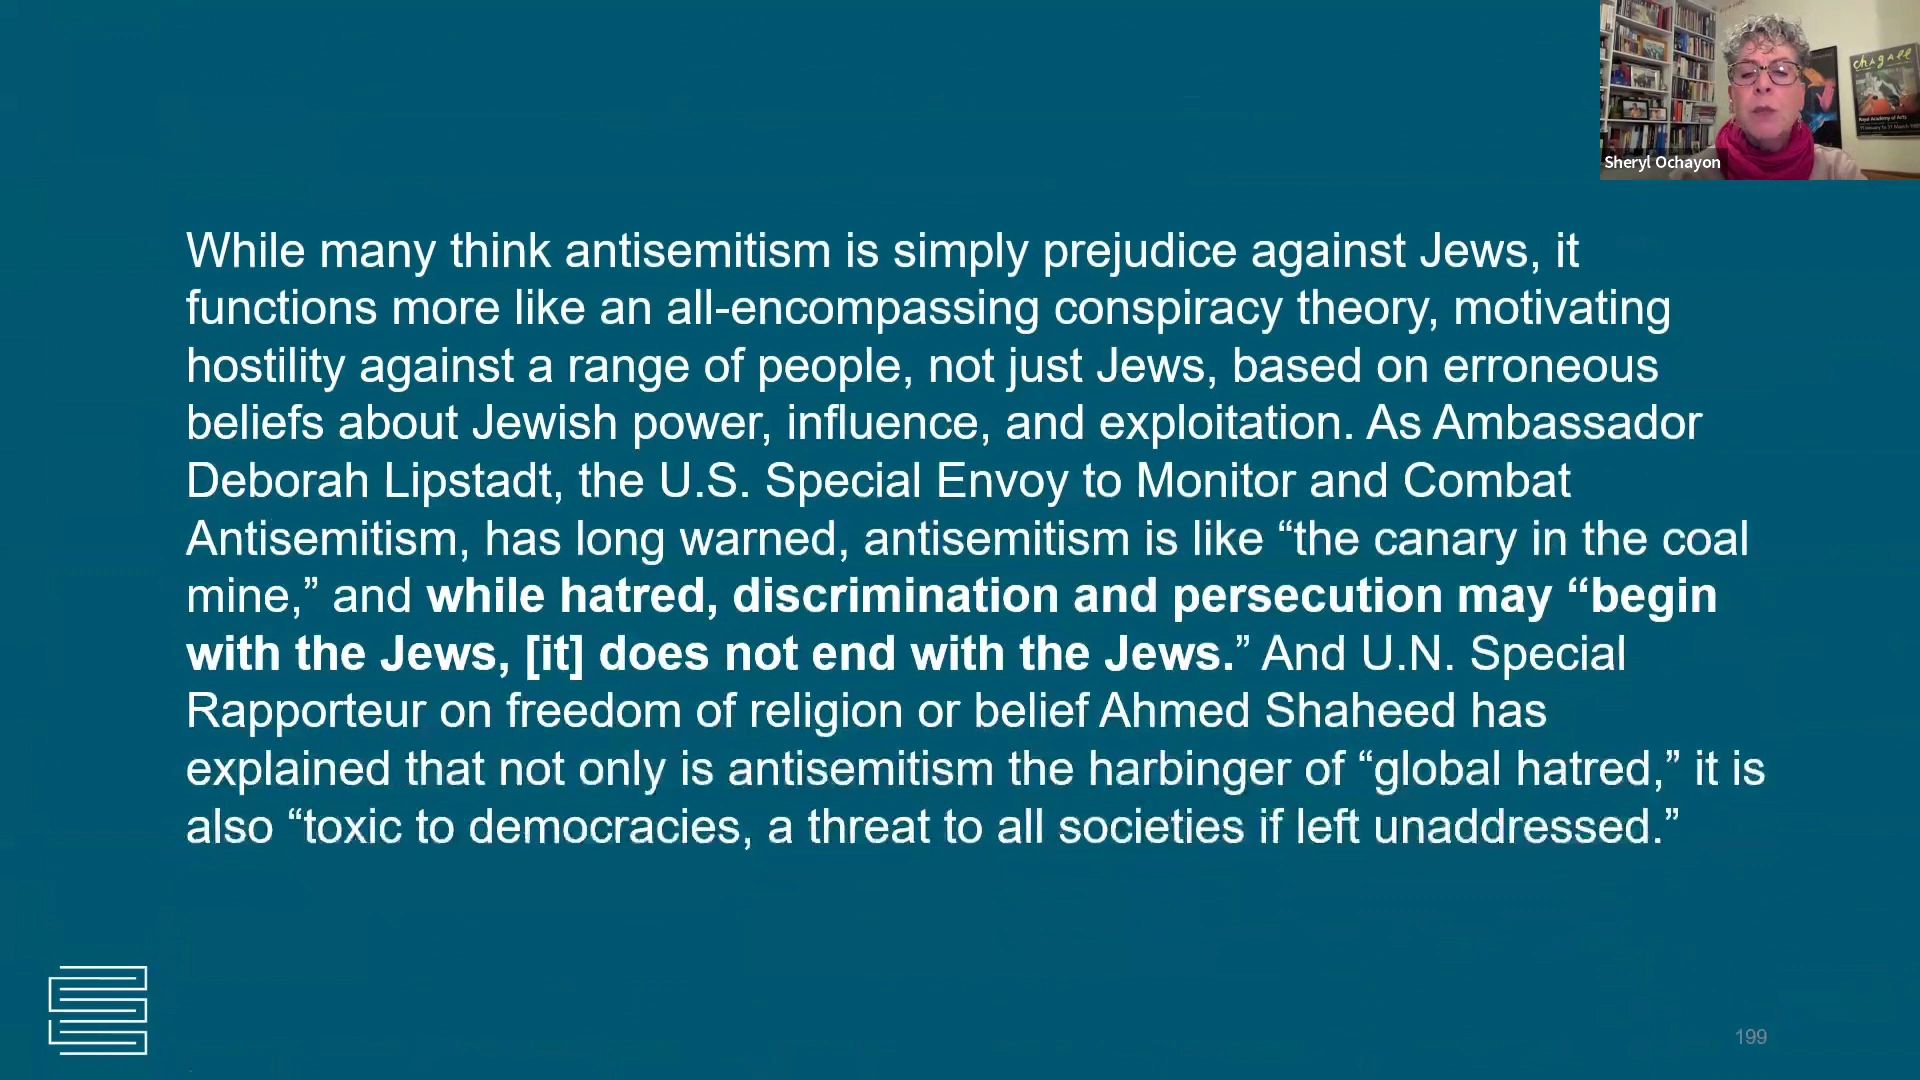 chagall
Royal Academy of Arts
Sheryl Ochayon
While many think antisemitism is simply prejudice against Jews, it
functions more like an all-encompassing conspiracy theory, motivating
hostility against a range of people, not just Jews, based on erroneous
beliefs about Jewish power, influence, and exploitation. As Ambassador
Deborah Lipstadt, the U.S. Special Envoy to Monitor and Combat
Antisemitism, has long warned, antisemitism is like “the canary in the coal
mine,” and while hatred, discrimination and persecution may “begin
with the Jews, [it] does not end with the Jews.” And U.N. Special
Rapporteur on freedom of religion or belief Ahmed Shaheed has
explained that not only is antisemitism the harbinger of “global hatred,” it is
also “toxic to democracies, a threat to all societies if left unaddressed.”
199